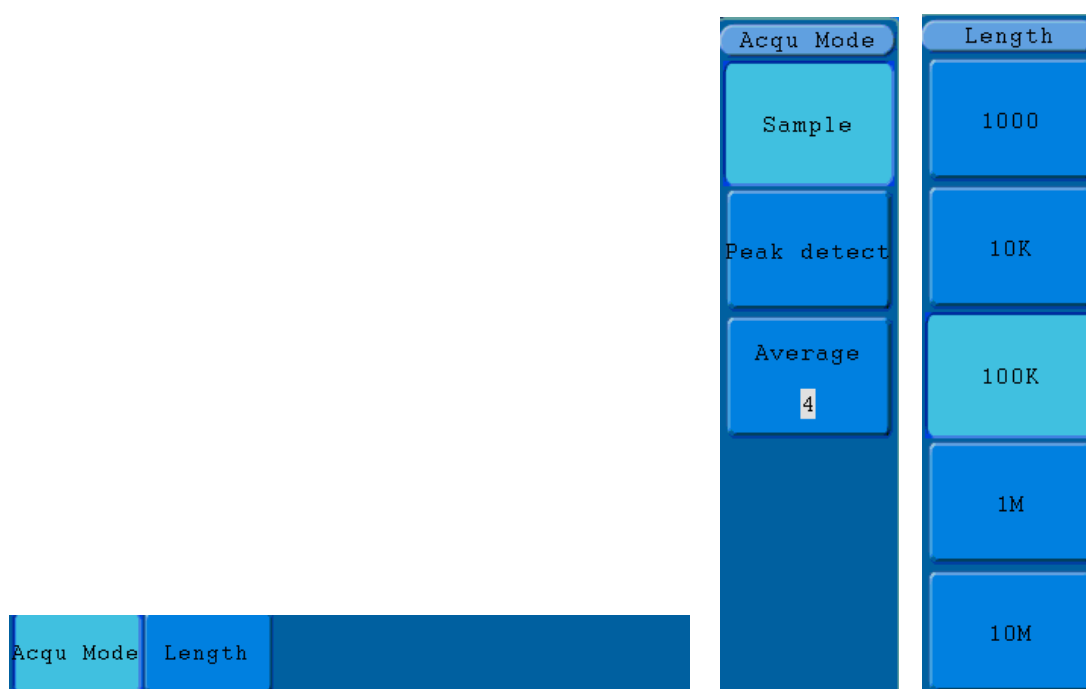 Acqu Mode
Sample
Peak detect
Average
4
Length
1000
10K
100K
1M
10M
Acqu Mode
Length